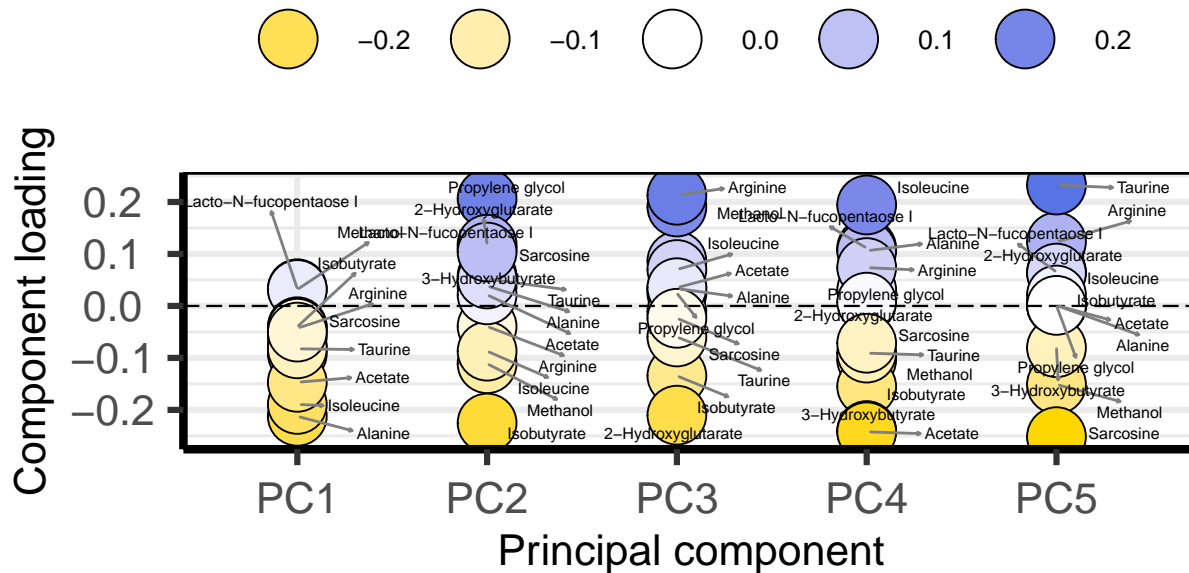 −0.2
−0.1
0.0
0.1
0.2
Component loading
0.2
0.1
0.0
−0.1
−0.2
Lacto−N−fucopentaose I
Methanol
Isobutyrate
Arginine
Sarcosine
Taurine
Acetate
Isoleucine
Alanine
Propylene glycol
2−Hydroxyglutarate
Lacto−N−fucopentaose I
Sarcosine
3−Hydroxybutyrate
Taurine
Alanine
Acetate
Arginine
Isoleucine
Methanol
Isobutyrate
Arginine
Methanol
Isoleucine
Acetate
Alanine
Propylene glycol
Sarcosine
Taurine
Isobutyrate
2−Hydroxyglutarate
Isoleucine
Lacto−N−fucopentaose I
Alanine
Arginine
Propylene glycol
2−Hydroxyglutarate
Sarcosine
Taurine
Methanol
Isobutyrate
3−Hydroxybutyrate
Acetate
Taurine
Arginine
Lacto−N−fucopentaose I
2−Hydroxyglutarate
Isoleucine
Isobutyrate
Acetate
Alanine
Propylene glycol
3−Hydroxybutyrate
Methanol
Sarcosine
PC1
PC2
PC3
PC4
PC5
Principal component